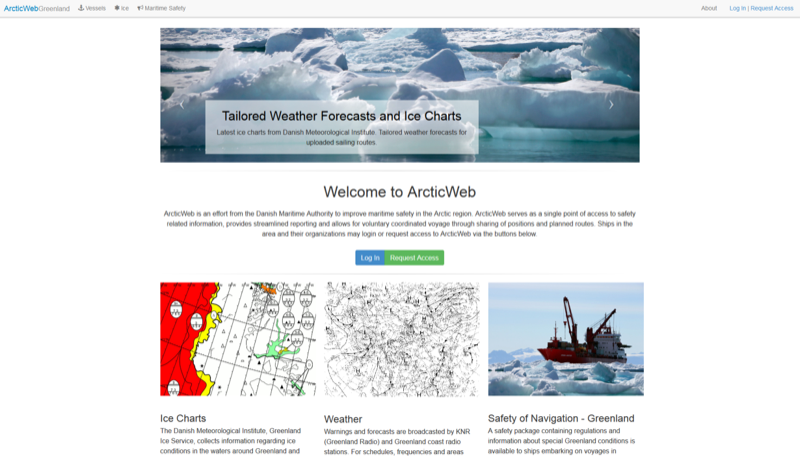 ArcticWebGreenland Vessels Ice Maritime Safety About Log In | Request Access
Tailored Weather Forecasts and Ice Charts
Latest ice charts from Danish Meteorological Institute. Tailored weather forecasts for
uploaded sailing routes.
Welcome to ArcticWeb
ArcticWeb is an effort from the Danish Maritime Authority to improve maritime safety in the Arctic region. ArcticWeb serves as a single point of access to safety
related information, provides streamlined reporting and allows for voluntary coordinated voyage through sharing of positions and planned routes. Ships in the
area and their organizations may login or request access to ArcticWeb via the buttons below.
Log In Request Access
Ice Charts
The Danish Meteorological Institute, Greenland
Ice Service, collects information regarding ice
conditions in the waters around Greenland and
Weather
Warnings and forecasts are broadcasted by KNR
(Greenland Radio) and Greenland coast radio
stations. For schedules, frequencies and areas
Safety of Navigation - Greenland
A safety package containing regulations and
information about special Greenland conditions is
available to ships embarking on voyages in